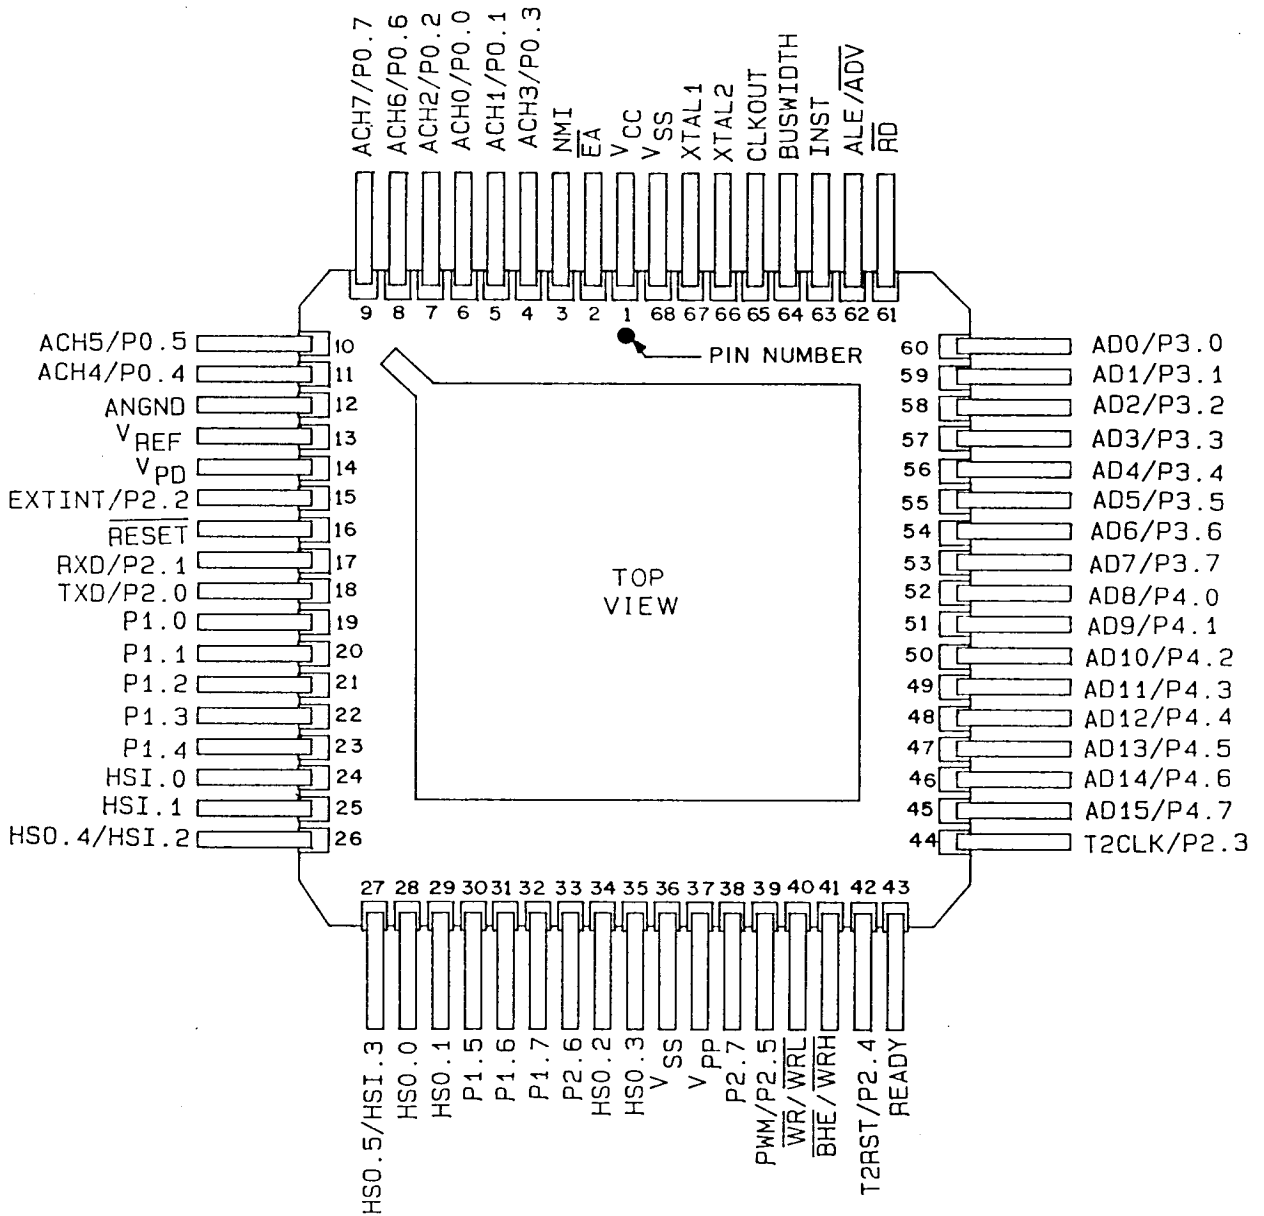 ACH7/P0.7
ACH6/P0.6
ACH2/P0.2
ACH0/P0.0
ACH1/P0.1
ACH3/P0.3
NMI
EA
VCC
VSS
XTAL1
XTAL2
CLKOUT
BUSWIDTH
INST
ALE/ADV
RD
9 8 7 6 5 4 3 2 1 68 67 66 65 64 63 62 61
PIN NUMBER
ACH5/P0.5 10
ACH4/P0.4 11
ANGND 12
VREF 13
VPD 14
EXTINT/P2.2 15
RESET 16
RXD/P2.1 17
TXD/P2.0 18
P1.0 19
P1.1 20
P1.2 21
P1.3 22
P1.4 23
HSI.0 24
HSI.1 25
HSO.4/HSI.2 26
TOP
VIEW
60 AD0/P3.0
59 AD1/P3.1
58 AD2/P3.2
57 AD3/P3.3
56 AD4/P3.4
55 AD5/P3.5
54 AD6/P3.6
53 AD7/P3.7
52 AD8/P4.0
51 AD9/P4.1
50 AD10/P4.2
49 AD11/P4.3
48 AD12/P4.4
47 AD13/P4.5
46 AD14/P4.6
45 AD15/P4.7
44 T2CLK/P2.3
27 28 29 30 31 32 33 34 35 36 37 38 39 40 41 42 43
HSO.5/HSI.3
HSO.0
HSO.1
P1.5
P1.6
P1.7
P2.6
HSO.2
HSO.3
VSS
VPP
P2.7
PWM/P2.5
WR/WRL
BHE/WRH
T2RST/P2.4
READY